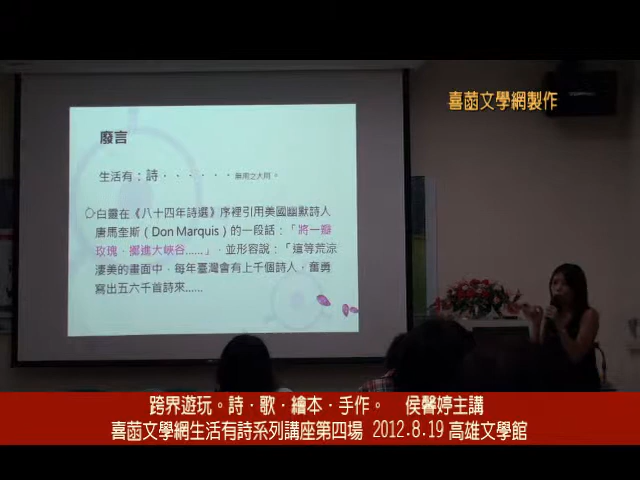 喜菡文學網製作
廢言
生活有：詩‧‧‧‧‧‧無用之大用。
白靈在《八十四年詩選》序裡引用美國幽默詩人
唐馬奎斯（Don Marquis）的一段話：「將一瓣
玫瑰，擲進大峽谷……」，並形容說：「這等荒涼
淒美的畫面中，每年臺灣會有上千個詩人，奮勇
寫出五六千首詩來……
跨界遊玩。詩‧歌‧繪本‧手作。 侯馨婷主講
喜菡文學網生活有詩系列講座第四場 2012.8.19 高雄文學館